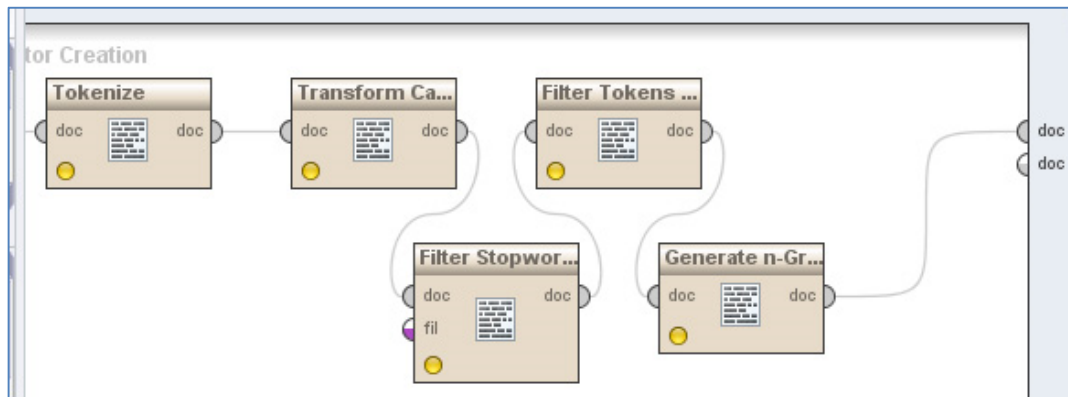 tor Creation
Tokenize
doc
doc
Transform Ca...
doc
doc
Filter Tokens ...
doc
doc
doc
doc
Filter Stopwor...
doc
doc
fil
Generate n-Gr...
doc
doc